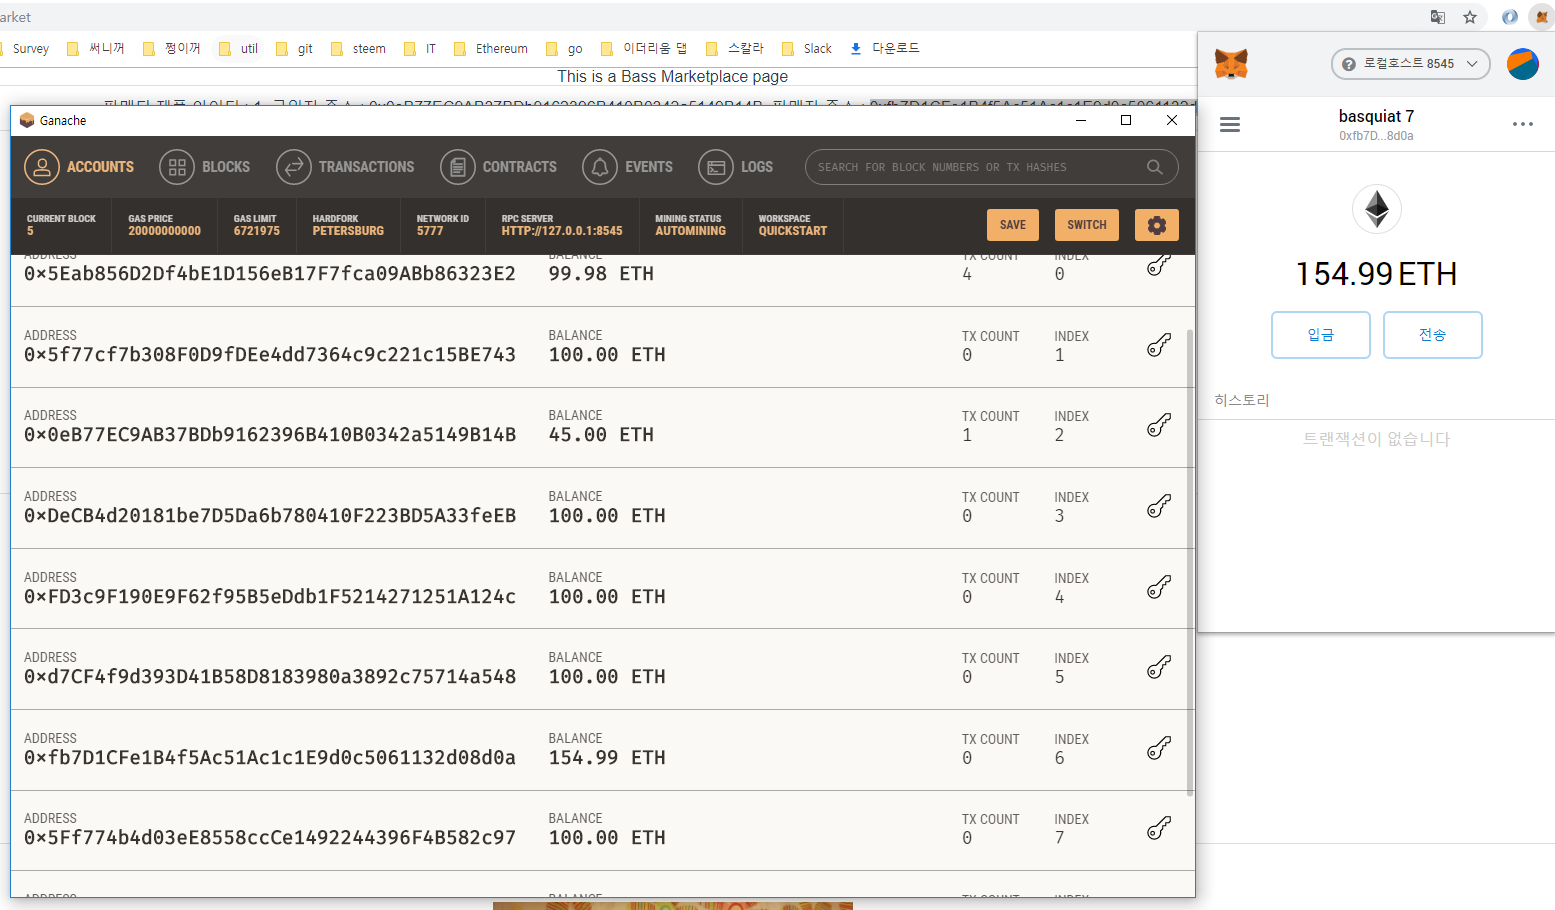 arket
Survey 써니꺼 쩡이꺼 util git steem IT Ethereum go 이더리움 댑 스칼라 Slack 다운로드
This is a Bass Marketplace page
Ganache
ACCOUNTS BLOCKS TRANSACTIONS CONTRACTS EVENTS LOGS SEARCH FOR BLOCK NUMBERS OR TX HASHES
CURRENT BLOCK GAS PRICE GAS LIMIT HARDFORK NETWORK ID RPC SERVER MINING STATUS WORKSPACE
5 20000000000 6721975 PETERSBURG 5777 HTTP://127.0.0.1:8545 AUTOMINING QUICKSTART
SAVE SWITCH
ADDRESS BALANCE TX COUNT INDEX
0×5Eab856D2Df4bE1D156eB17F7fca09ABb86323E2 99.98 ETH 4 0
ADDRESS BALANCE TX COUNT INDEX
0×5f77cf7b308F0D9fDEe4dd7364c9c221c15BE743 100.00 ETH 0 1
ADDRESS BALANCE TX COUNT INDEX
0×0eB77EC9AB37BDb9162396B410B0342a5149B14B 45.00 ETH 1 2
ADDRESS BALANCE TX COUNT INDEX
0×DeCB4d20181be7D5Da6b780410F223BD5A33feEB 100.00 ETH 0 3
ADDRESS BALANCE TX COUNT INDEX
0×FD3c9F190E9F62f95B5eDdb1F5214271251A124c 100.00 ETH 0 4
ADDRESS BALANCE TX COUNT INDEX
0×d7CF4f9d393D41B58D8183980a3892c75714a548 100.00 ETH 0 5
ADDRESS BALANCE TX COUNT INDEX
0×fb7D1CFe1B4f5Ac51Ac1c1E9d0c5061132d08d0a 154.99 ETH 0 6
ADDRESS BALANCE TX COUNT INDEX
0×5Ff774b4d03eE8558ccCe1492244396F4B582c97 100.00 ETH 0 7
로컬호스트 8545
basquiat 7
0xfb7D...8d0a
154.99 ETH
입금 전송
히스토리
트랜잭션이 없습니다